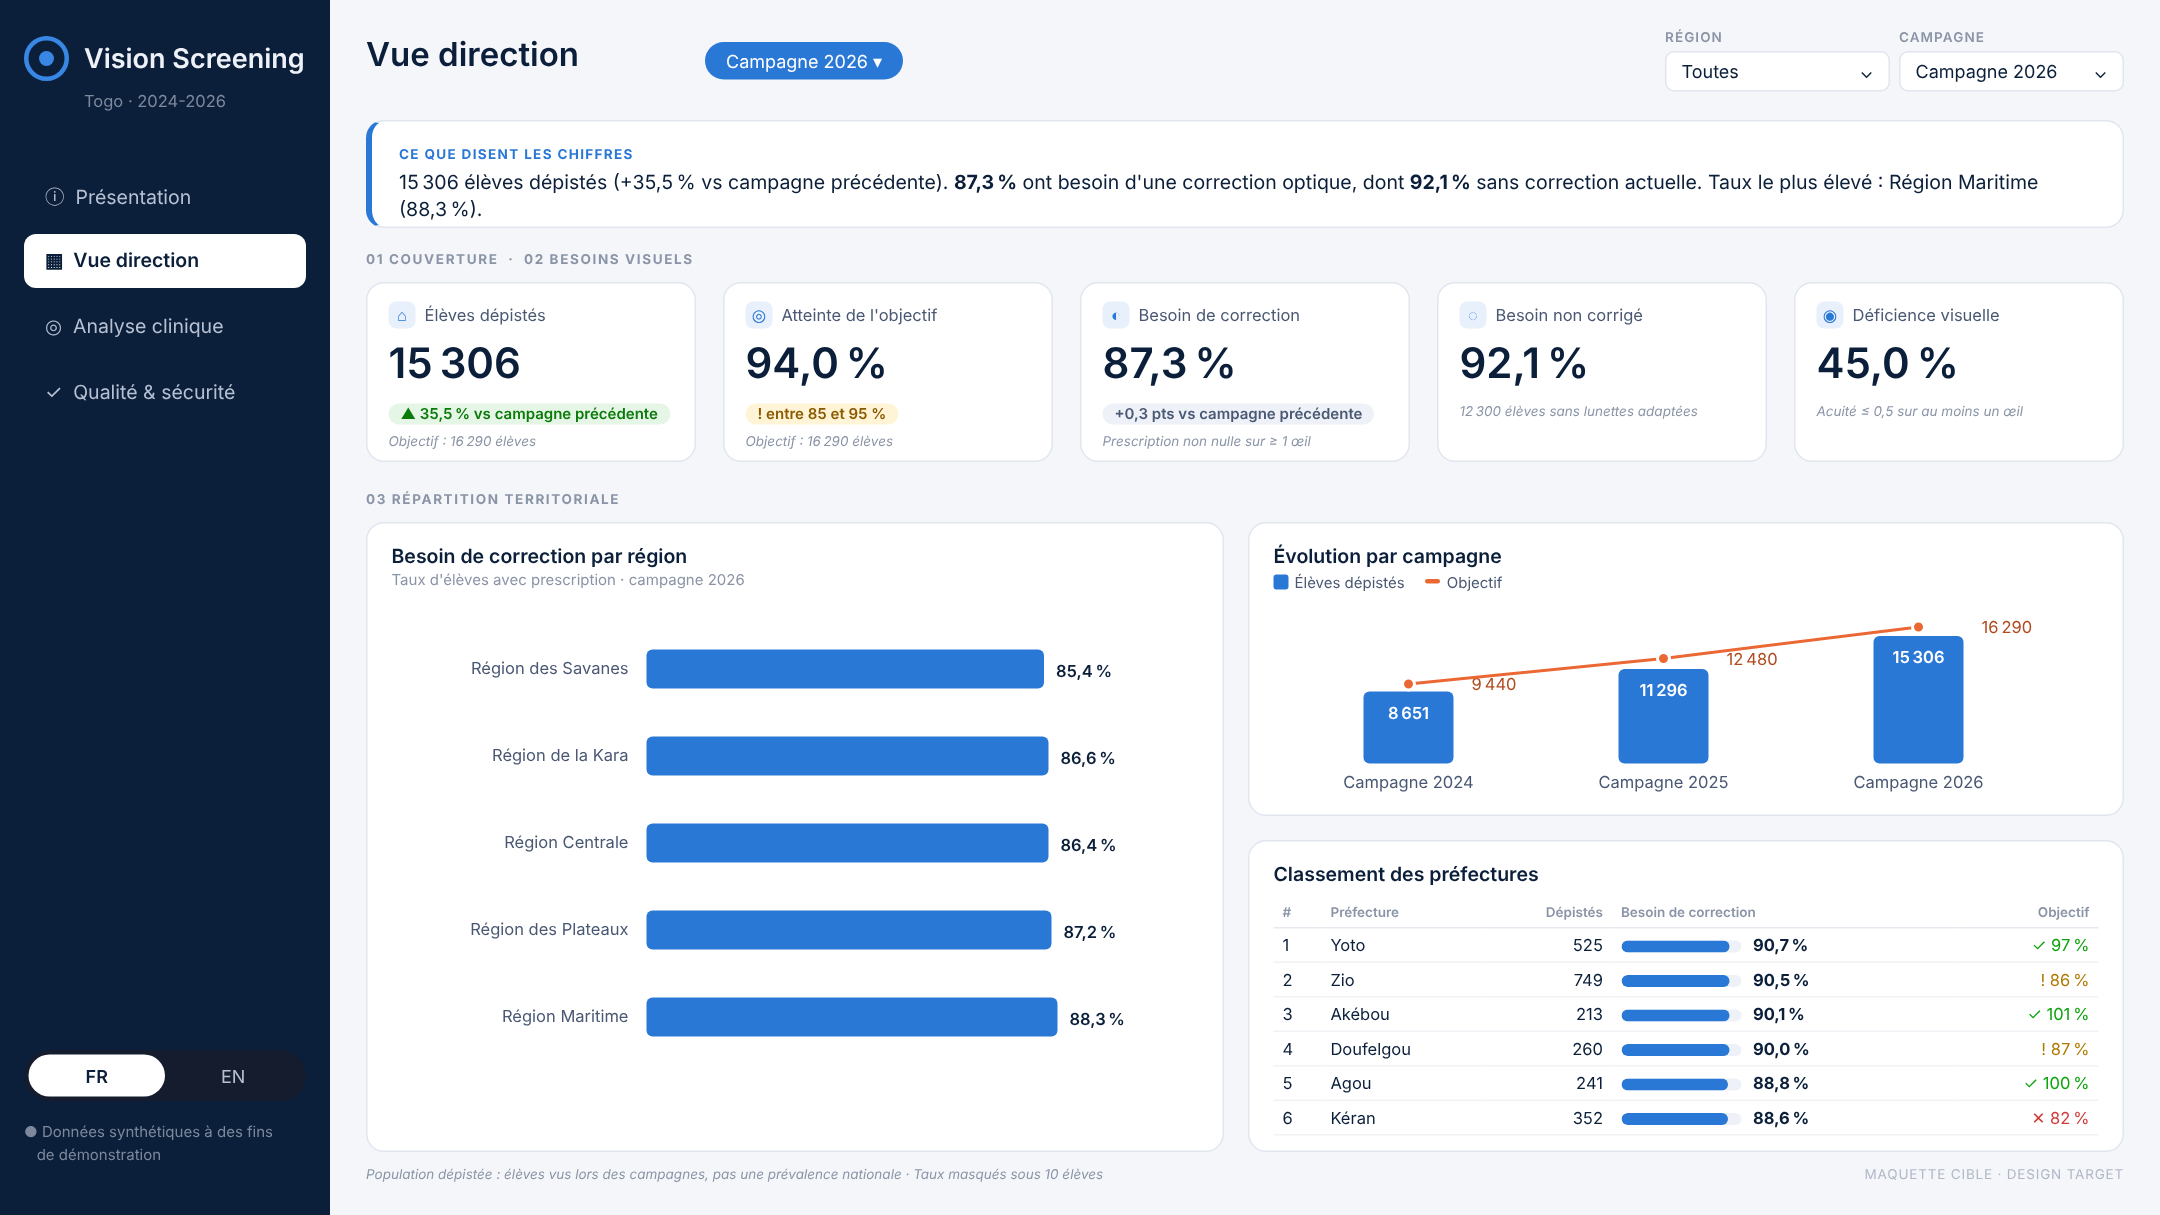 Vision Screening
Togo · 2024-2026
Présentation
Vue direction
Analyse clinique
Qualité & sécurité
FR
EN
Données synthétiques à des fins
de démonstration
Vue direction
Campagne 2026 ▾
RÉGION
Toutes
CAMPAGNE
Campagne 2026
CE QUE DISENT LES CHIFFRES
15 306 élèves dépistés (+35,5 % vs campagne précédente). 87,3 % ont besoin d'une correction optique, dont 92,1 % sans correction actuelle. Taux le plus élevé : Région Maritime
(88,3 %).
01 COUVERTURE · 02 BESOINS VISUELS
Élèves dépistés
15 306
▲ 35,5 % vs campagne précédente
Objectif : 16 290 élèves
Atteinte de l'objectif
94,0 %
! entre 85 et 95 %
Objectif : 16 290 élèves
Besoin de correction
87,3 %
+0,3 pts vs campagne précédente
Prescription non nulle sur ≥ 1 œil
Besoin non corrigé
92,1 %
12 300 élèves sans lunettes adaptées
Déficience visuelle
45,0 %
Acuité ≤ 0,5 sur au moins un œil
03 RÉPARTITION TERRITORIALE
Besoin de correction par région
Taux d'élèves avec prescription · campagne 2026
Région des Savanes 85,4 %
Région de la Kara 86,6 %
Région Centrale 86,4 %
Région des Plateaux 87,2 %
Région Maritime 88,3 %
Évolution par campagne
Élèves dépistés Objectif
16 290
12 480
9 440
15 306
11 296
8 651
Campagne 2024 Campagne 2025 Campagne 2026
Classement des préfectures
# Préfecture Dépistés Besoin de correction Objectif
1 Yoto 525 90,7 % ✓ 97 %
2 Zio 749 90,5 % ! 86 %
3 Akébou 213 90,1 % ✓ 101 %
4 Doufelgou 260 90,0 % ! 87 %
5 Agou 241 88,8 % ✓ 100 %
6 Kéran 352 88,6 % ✕ 82 %
Population dépistée : élèves vus lors des campagnes, pas une prévalence nationale · Taux masqués sous 10 élèves
MAQUETTE CIBLE · DESIGN TARGET